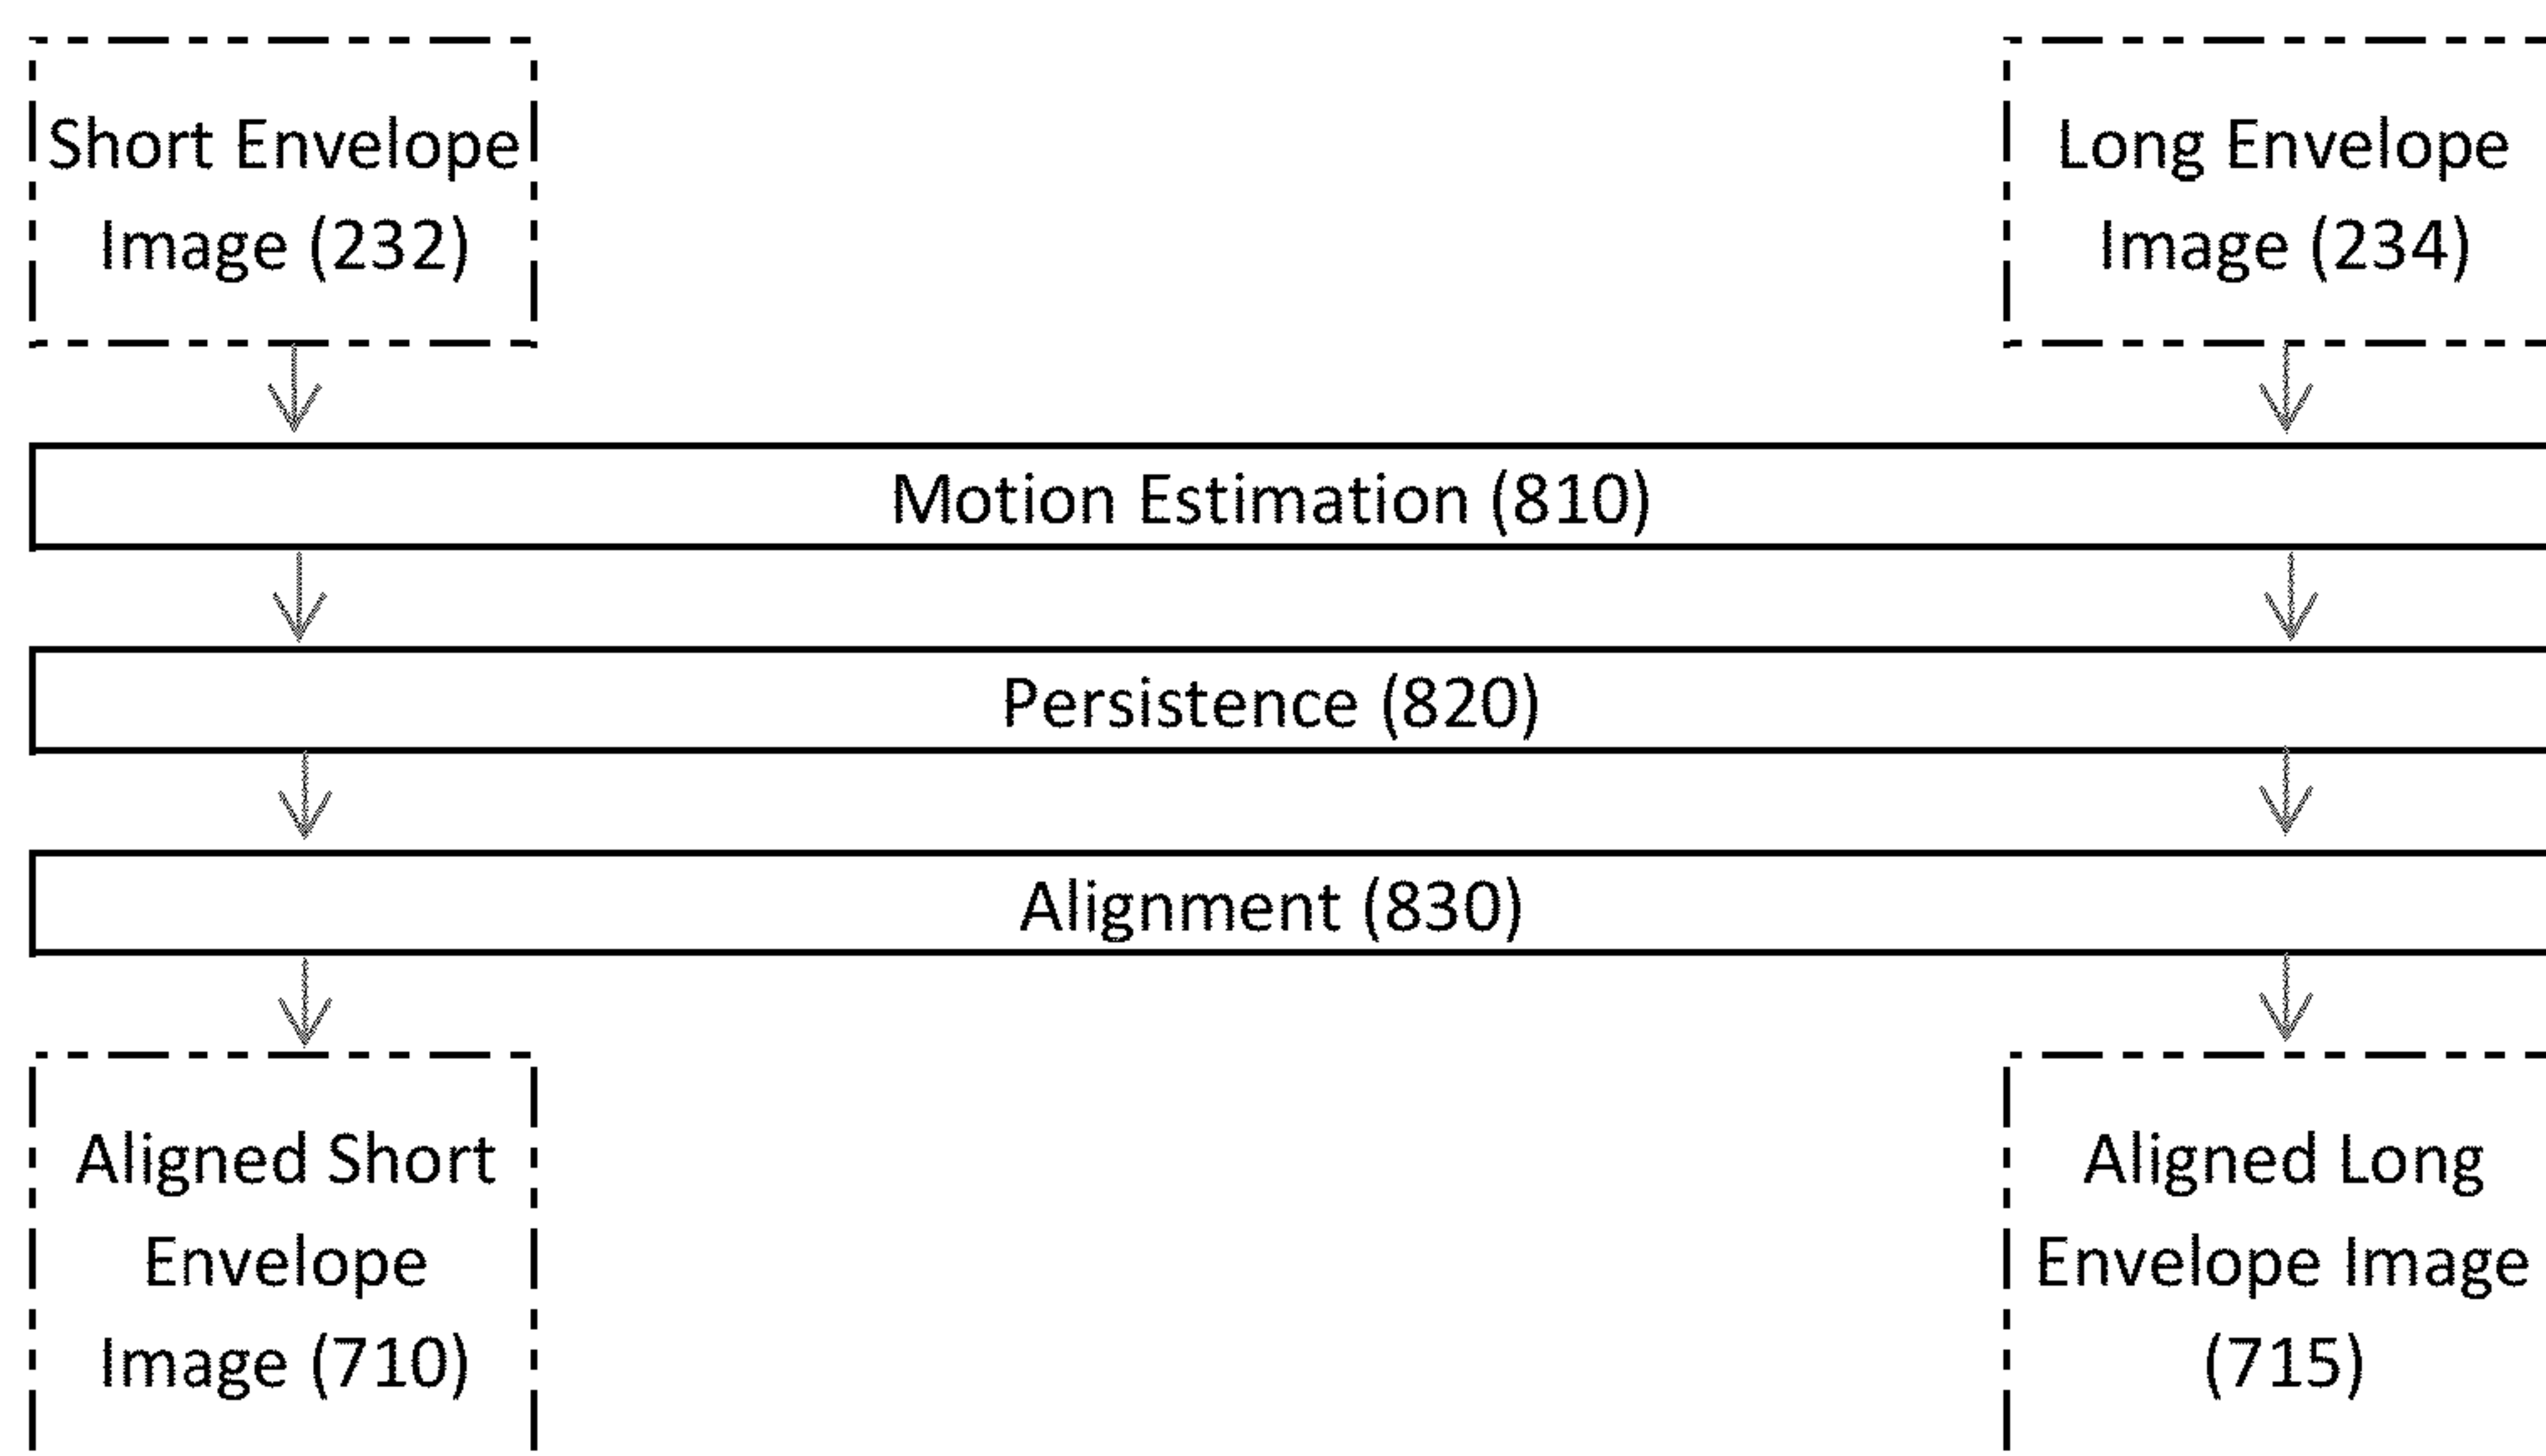 Short Envelope
Image (232)
Long Envelope
Image (234)
Motion Estimation (810)
Persistence (820)
Alignment (830)
Aligned Short
Envelope
Image (710)
Aligned Long
Envelope Image
(715)